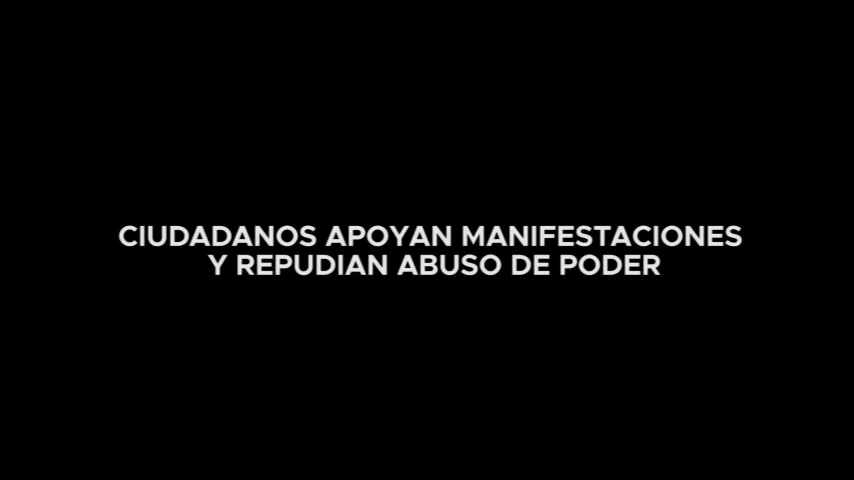 CIUDADANOS APOYAN MANIFESTACIONES
Y REPUDIAN ABUSO DE PODER